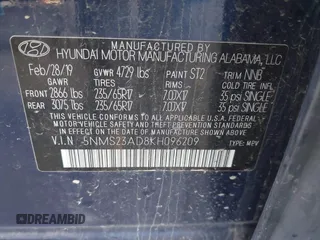 MANUFACTURED BY
HYUNDAI MOTOR MANUFACTURING ALABAMA, LLC
Feb/28/19 GVWR 4729 lbs PAINT ST2 TRIM NNB
GAWR TIRES RIMS COLD TIRE INFL.
FRONT 2866 lbs 235/65R17 7.0JX17 35 psi SINGLE
REAR 3075 lbs 235/65R17 7.0JX17 35 psi SINGLE
THIS VEHICLE CONFORMS TO ALL APPLICABLE U.S.A. FEDERAL
MOTOR VEHICLE SAFETY, BUMPER, AND THEFT PREVENTION
STANDARDS IN EFFECT ON THE DATE OF MANUFACTURE SHOWN ABOVE.
V.I.N 5NMS23AD8KH096209 TYPE: MPV
DREAMBID